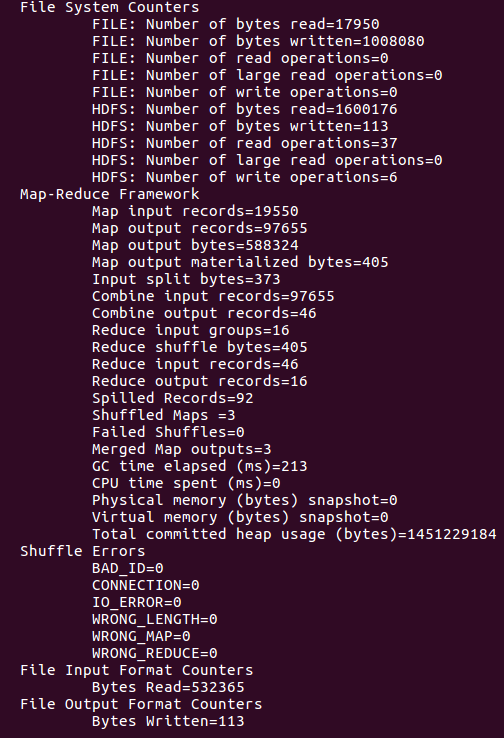 File System Counters
FILE: Number of bytes read=17950
FILE: Number of bytes written=1008080
FILE: Number of read operations=0
FILE: Number of large read operations=0
FILE: Number of write operations=0
HDFS: Number of bytes read=1600176
HDFS: Number of bytes written=113
HDFS: Number of read operations=37
HDFS: Number of large read operations=0
HDFS: Number of write operations=6
Map-Reduce Framework
Map input records=19550
Map output records=97655
Map output bytes=588324
Map output materialized bytes=405
Input split bytes=373
Combine input records=97655
Combine output records=46
Reduce input groups=16
Reduce shuffle bytes=405
Reduce input records=46
Reduce output records=16
Spilled Records=92
Shuffled Maps =3
Failed Shuffles=0
Merged Map outputs=3
GC time elapsed (ms)=213
CPU time spent (ms)=0
Physical memory (bytes) snapshot=0
Virtual memory (bytes) snapshot=0
Total committed heap usage (bytes)=1451229184
Shuffle Errors
BAD_ID=0
CONNECTION=0
IO_ERROR=0
WRONG_LENGTH=0
WRONG_MAP=0
WRONG_REDUCE=0
File Input Format Counters
Bytes Read=532365
File Output Format Counters
Bytes Written=113